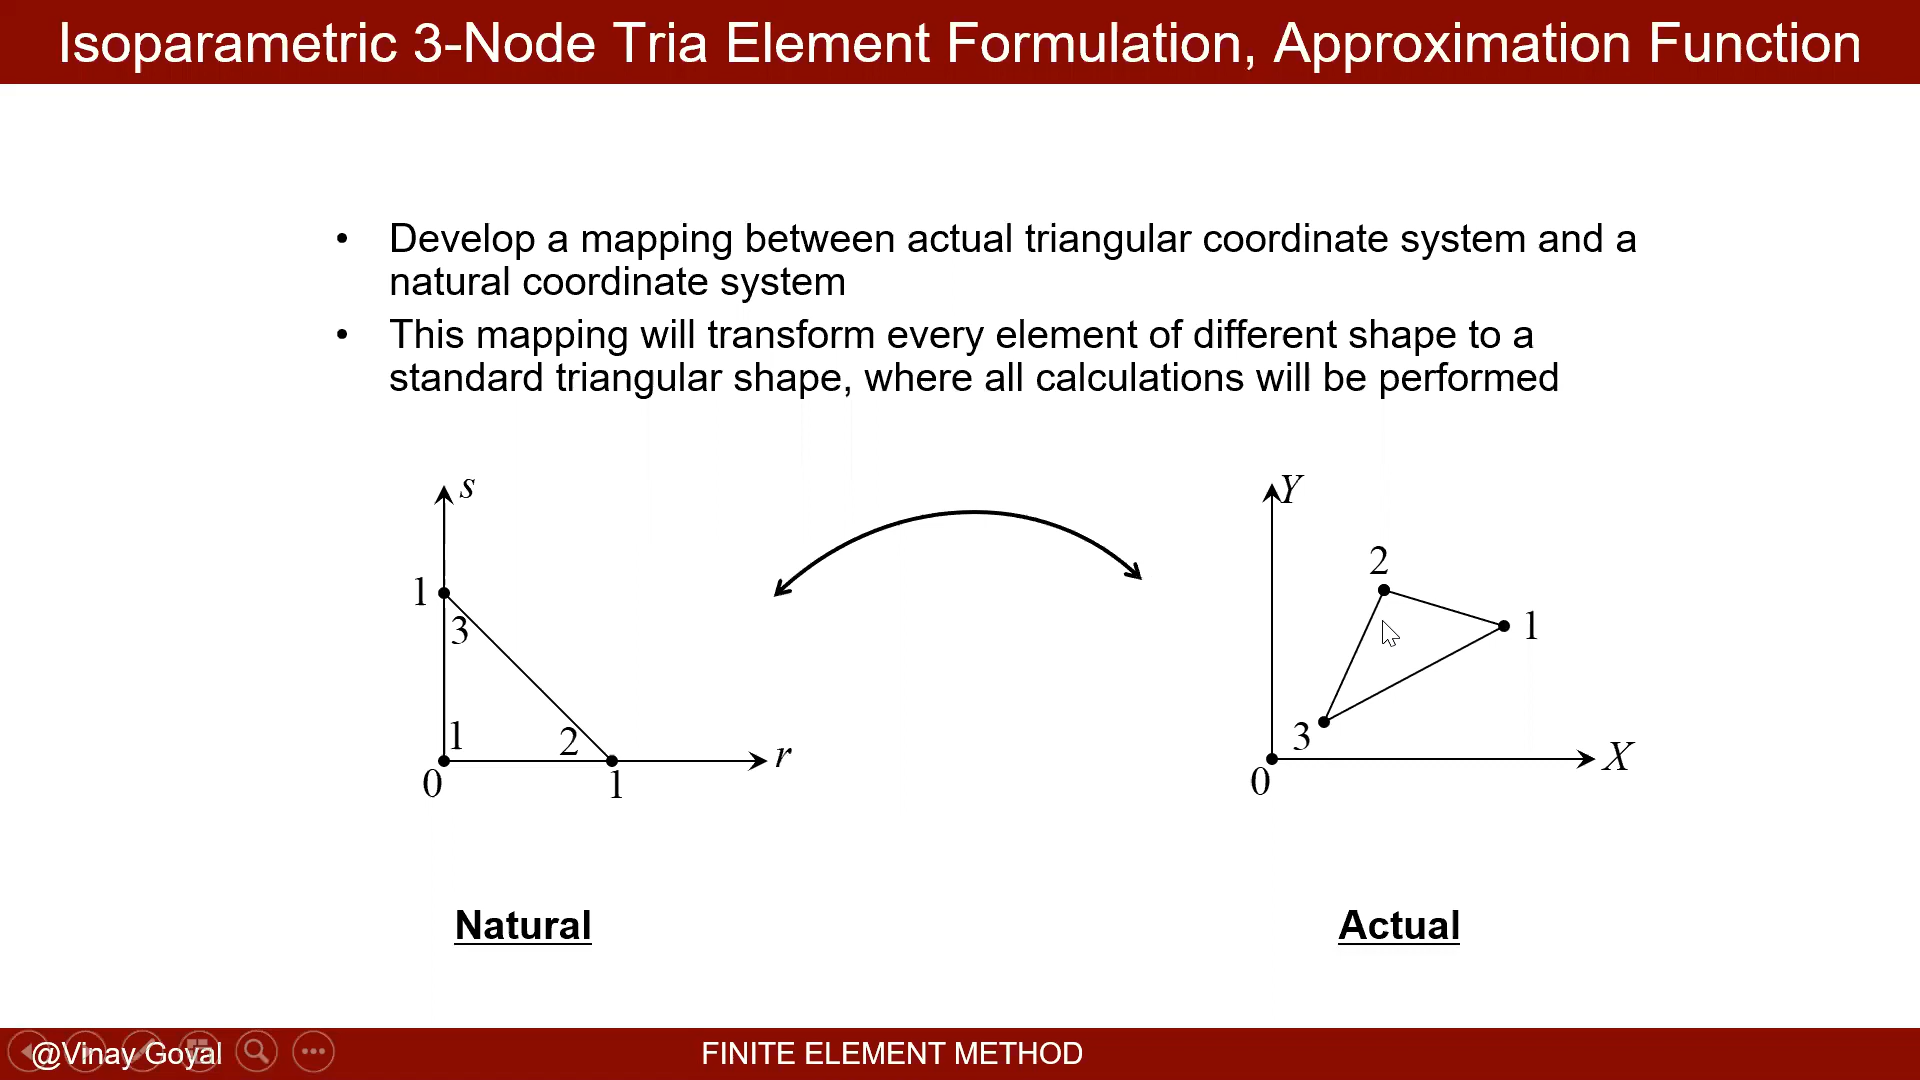 Isoparametric 3-Node Tria Element Formulation, Approximation Function
• Develop a mapping between actual triangular coordinate system and a
natural coordinate system
• This mapping will transform every element of different shape to a
standard triangular shape, where all calculations will be performed
s
1
3
1
2
0
1
r
Y
2
1
3
0
X
Natural
Actual
@Vinay Goyal
FINITE ELEMENT METHOD